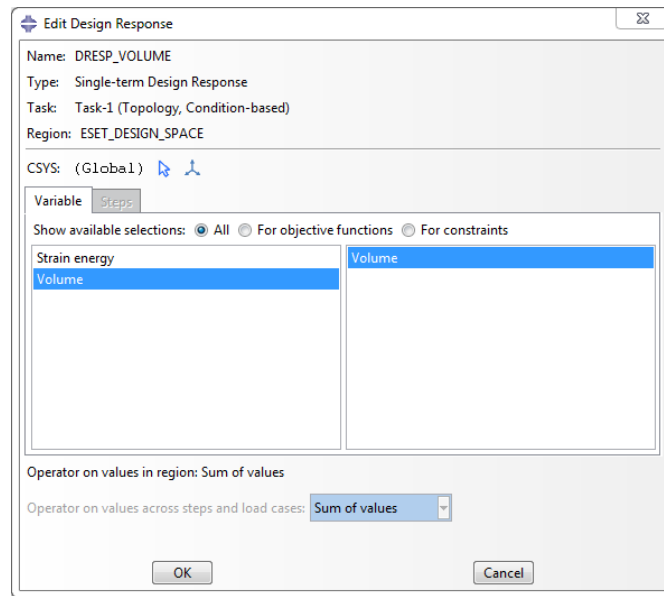 Edit Design Response
Name: DRESP_VOLUME
Type: Single-term Design Response
Task: Task-1 (Topology, Condition-based)
Region: ESET_DESIGN_SPACE
CSYS: (Global)
Variable Steps
Show available selections: All For objective functions For constraints
Strain energy Volume
Volume
Operator on values in region: Sum of values
Operator on values across steps and load cases: Sum of values
OK Cancel